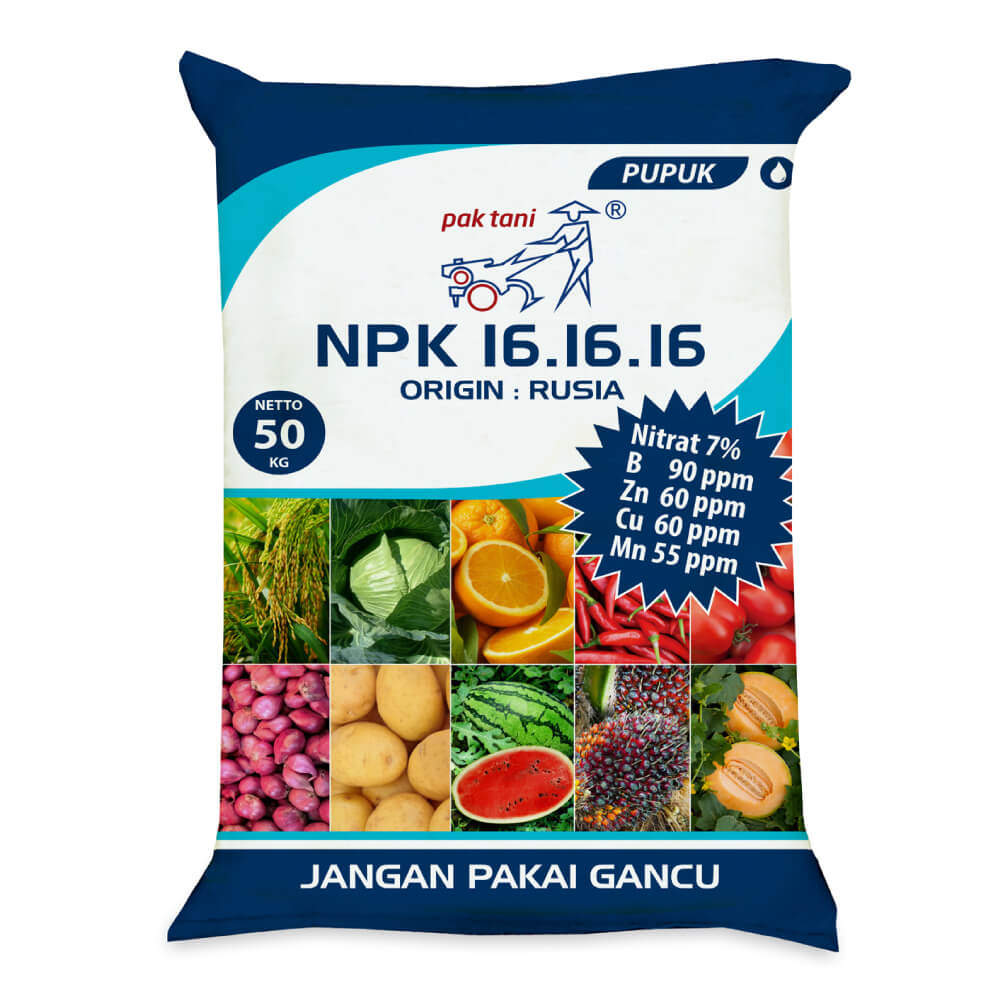 PUPUK
pak tani ®
NPK 16.16.16
ORIGIN : RUSIA
NETTO
50
KG
Nitrat 7%
B 90 ppm
Zn 60 ppm
Cu 60 ppm
Mn 55 ppm
JANGAN PAKAI GANCU